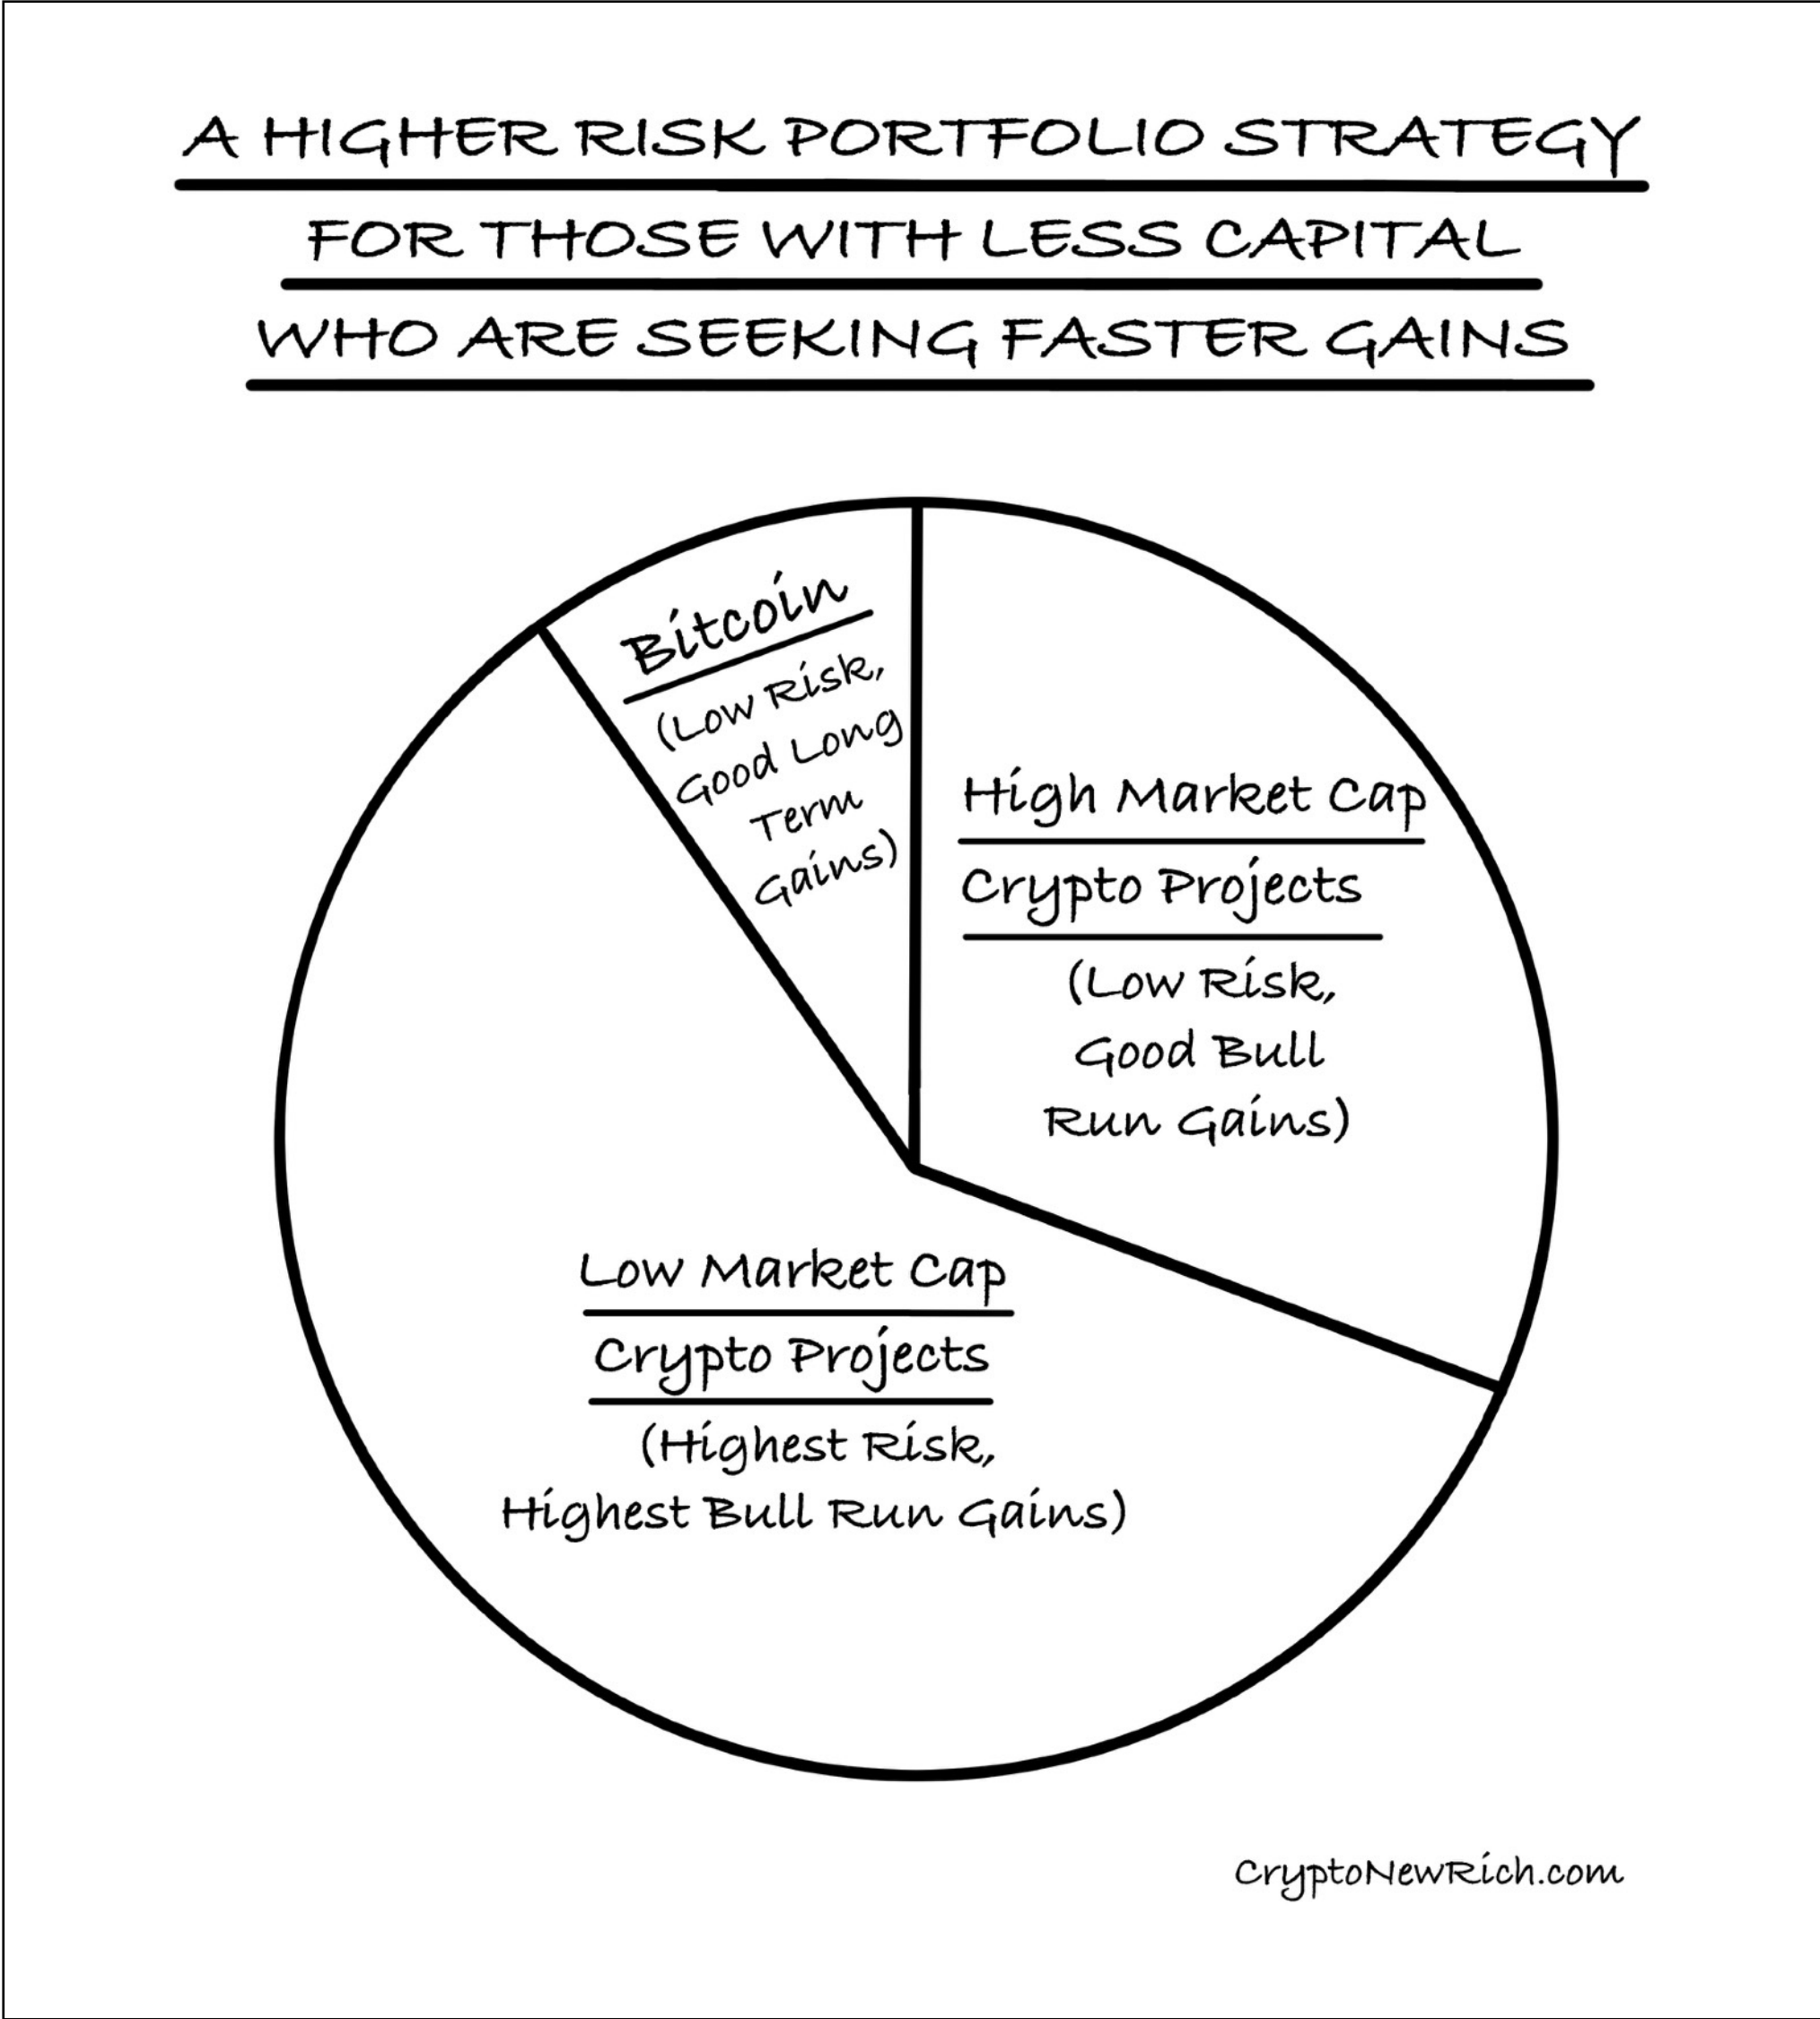 A HIGHER RISK PORTFOLIO STRATEGY
FOR THOSE WITH LESS CAPITAL
WHO ARE SEEKING FASTER GAINS
Bitcoin
(Low Risk,
Good Long
Term
Gains)
High Market Cap
Crypto Projects
(Low Risk,
Good Bull
Run Gains)
Low Market Cap
Crypto Projects
(Highest Risk,
Highest Bull Run Gains)
CryptoNewRich.com